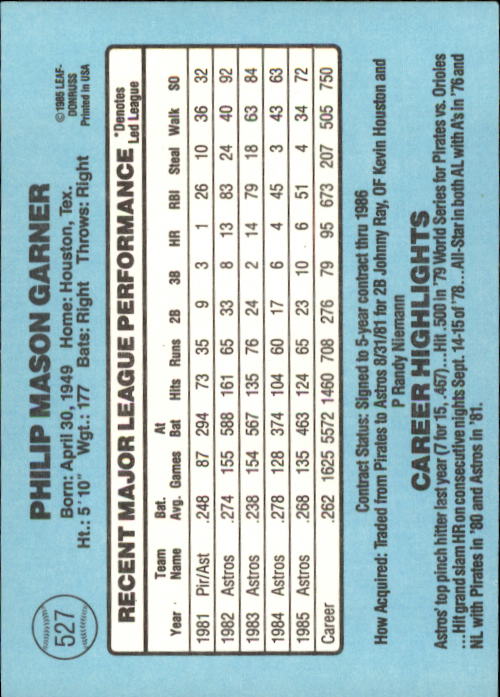 527
PHILIP MASON GARNER
Born: April 30, 1949 Home: Houston, Tex.
Ht.: 5'10" Wgt.: 177 Bats: Right Throws: Right
© 1985 LEAF-
DONRUSS
Printed in USA
RECENT MAJOR LEAGUE PERFORMANCE
*Denotes
Led League
Team Bat. At
Year Name Avg. Games Bat Hits Runs 2B 3B HR RBI Steal Walk SO
1981 Pir/Ast .248 87 294 73 35 9 3 1 26 10 36 32
1982 Astros .274 155 588 161 65 33 8 13 83 24 40 92
1983 Astros .238 154 567 135 76 24 2 14 79 18 63 84
1984 Astros .278 128 374 104 60 17 6 4 45 3 43 63
1985 Astros .268 135 463 124 65 23 10 6 51 4 34 72
Career .262 1625 5572 1460 708 276 79 95 673 207 505 750
Contract Status: Signed to 5-year contract thru 1986
How Acquired: Traded from Pirates to Astros 8/31/81 for 2B Johnny Ray, OF Kevin Houston and
P Randy Niemann
CAREER HIGHLIGHTS
Astros' top pinch hitter last year (7 for 15, .467)...Hit .500 in '79 World Series for Pirates vs. Orioles
...Hit grand slam HR on consecutive nights Sept. 14-15 of '78...All-Star in both AL with A's in '76 and
NL with Pirates in '80 and Astros in '81.